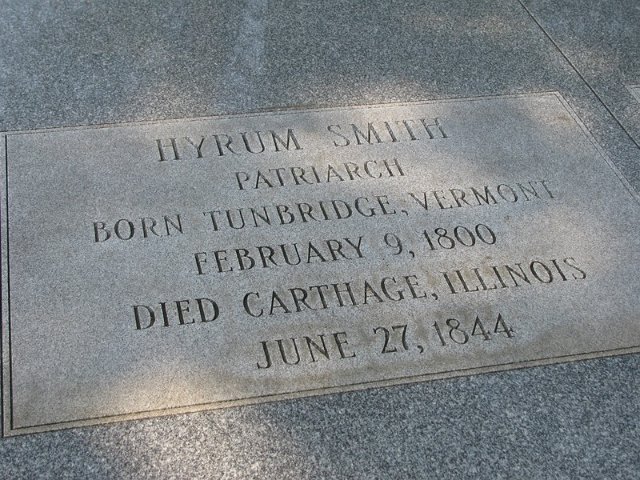 HYRUM SMITH
PATRIARCH
BORN TUNBRIDGE, VERMONT
FEBRUARY 9, 1800
DIED CARTHAGE, ILLINOIS
JUNE 27, 1844